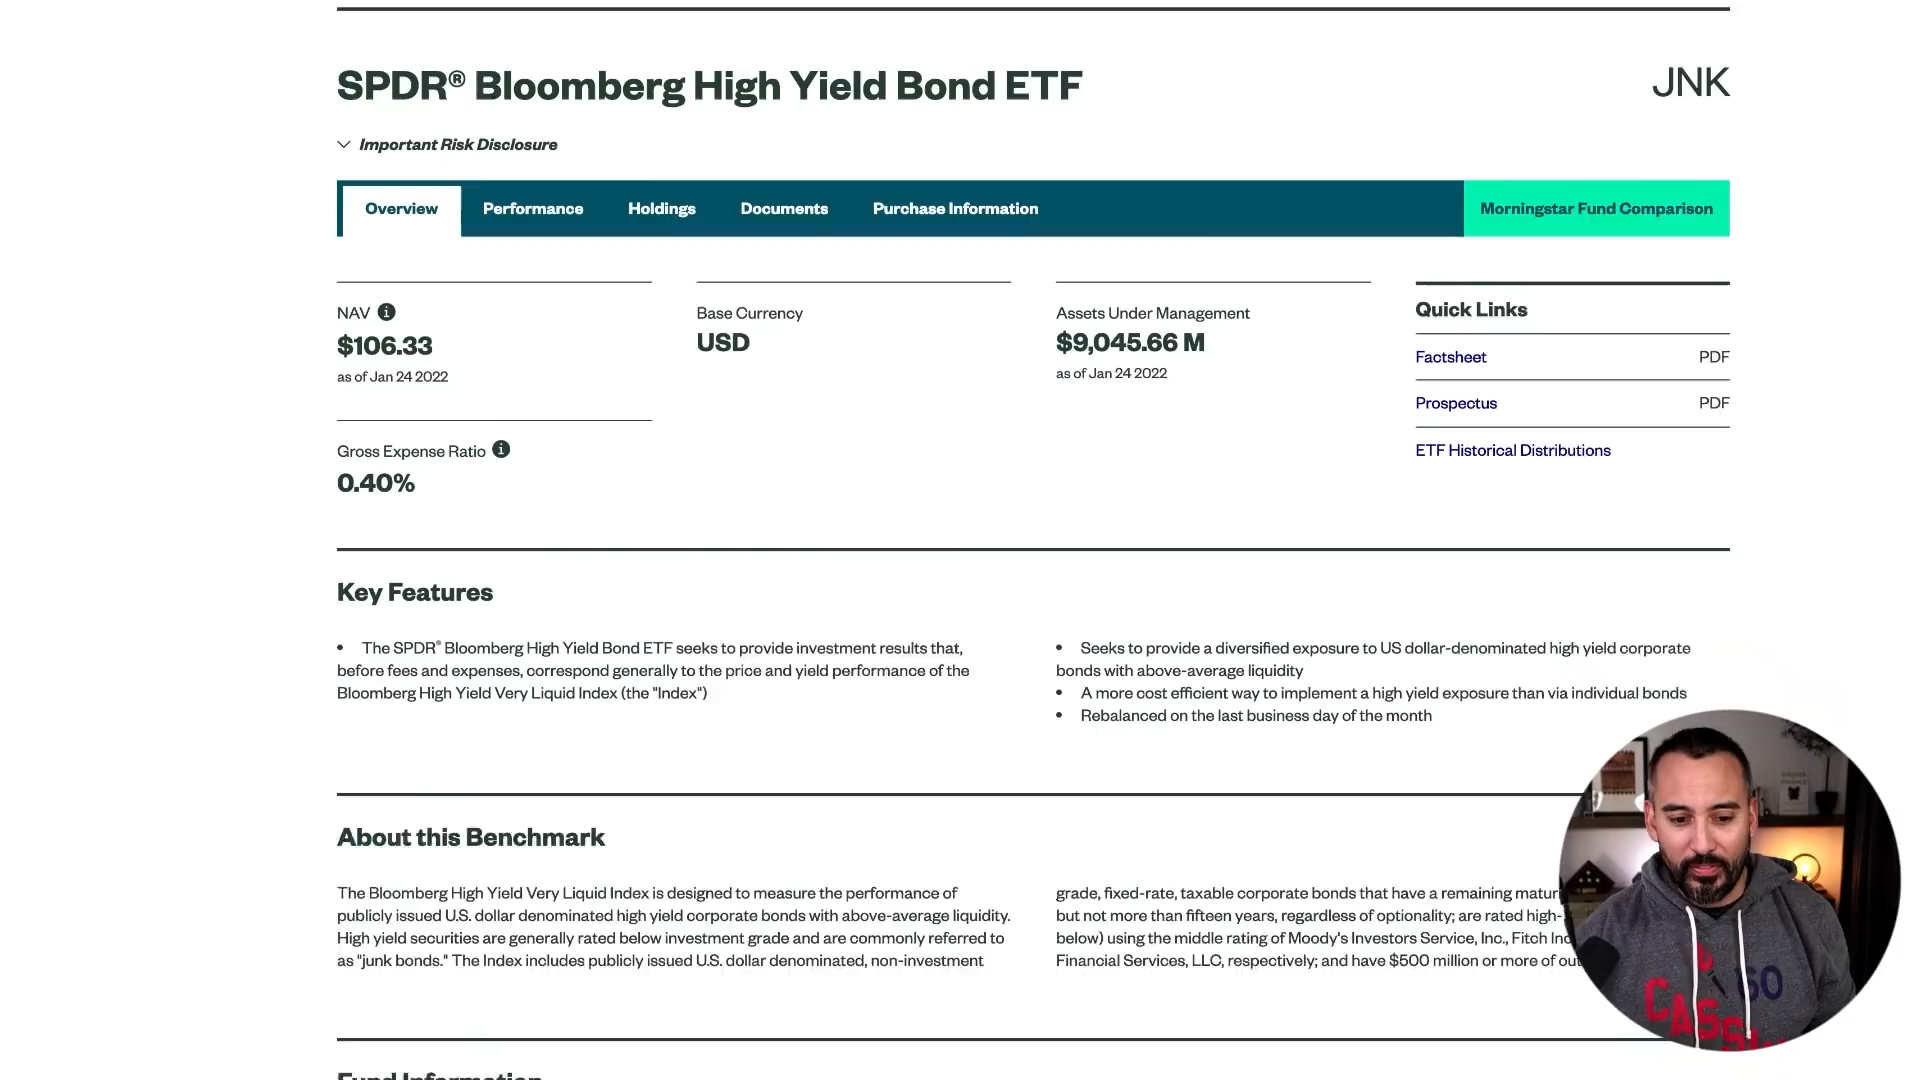 SPDR® Bloomberg High Yield Bond ETF
JNK
Important Risk Disclosure
Overview
Performance
Holdings
Documents
Purchase Information
Morningstar Fund Comparison
NAV
$106.33
as of Jan 24 2022
Base Currency
USD
Assets Under Management
$9,045.66 M
as of Jan 24 2022
Quick Links
Factsheet PDF
Prospectus PDF
ETF Historical Distributions
Gross Expense Ratio
0.40%
Key Features
• The SPDR® Bloomberg High Yield Bond ETF seeks to provide investment results that,
before fees and expenses, correspond generally to the price and yield performance of the
Bloomberg High Yield Very Liquid Index (the "Index")
• Seeks to provide a diversified exposure to US dollar-denominated high yield corporate
bonds with above-average liquidity
• A more cost efficient way to implement a high yield exposure than via individual bonds
• Rebalanced on the last business day of the month
About this Benchmark
The Bloomberg High Yield Very Liquid Index is designed to measure the performance of
publicly issued U.S. dollar denominated high yield corporate bonds with above-average liquidity.
High yield securities are generally rated below investment grade and are commonly referred to
as "junk bonds." The Index includes publicly issued U.S. dollar denominated, non-investment
grade, fixed-rate, taxable corporate bonds that have a remaining
but not more than fifteen years, regardless of optionality; are rated high-
below) using the middle rating of Moody's Investors Service, Inc., Fitch
Financial Services, LLC, respectively; and have $500 million or more of
Fund Information